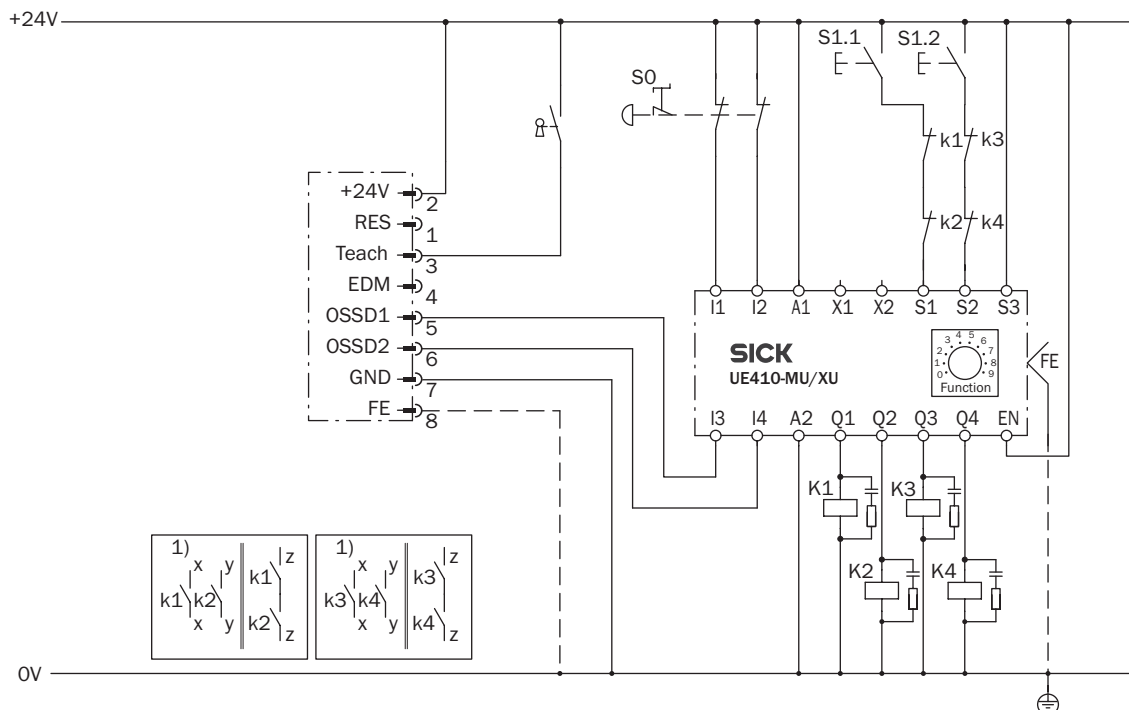 +24V
S1.1 S1.2
S0
k1 k3
+24V 2
RES 1
Teach 3
EDM 4
OSSD1 5
OSSD2 6
GND 7
FE 8
k2 k4
I1 I2 A1 X1 X2 S1 S2 S3
SICK
UE410-MU/XU
0 1 2 3 4 5 6 7 8 9
Function
FE
I3 I4 A2 Q1 Q2 Q3 Q4 EN
K1 K3
K2 K4
1) x y z
k1 k2 k1
x y k2 z
1) x y z
k3 k4 k3
x y k4 z
0V